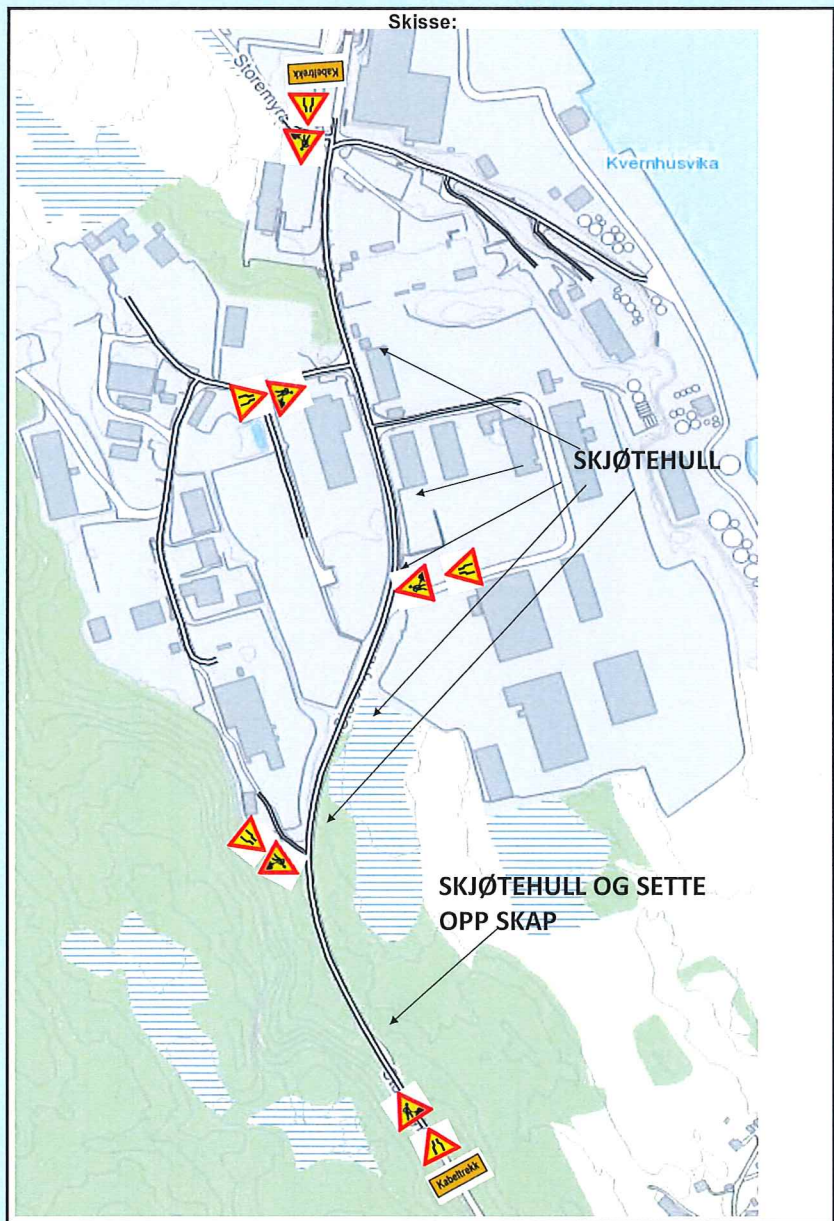 Skisse:
Kabeltrekk
Storemyra
Kvernhusvika
SKJØTEHULL
SKJØTEHULL OG SETTE
OPP SKAP
Kabeltrekk